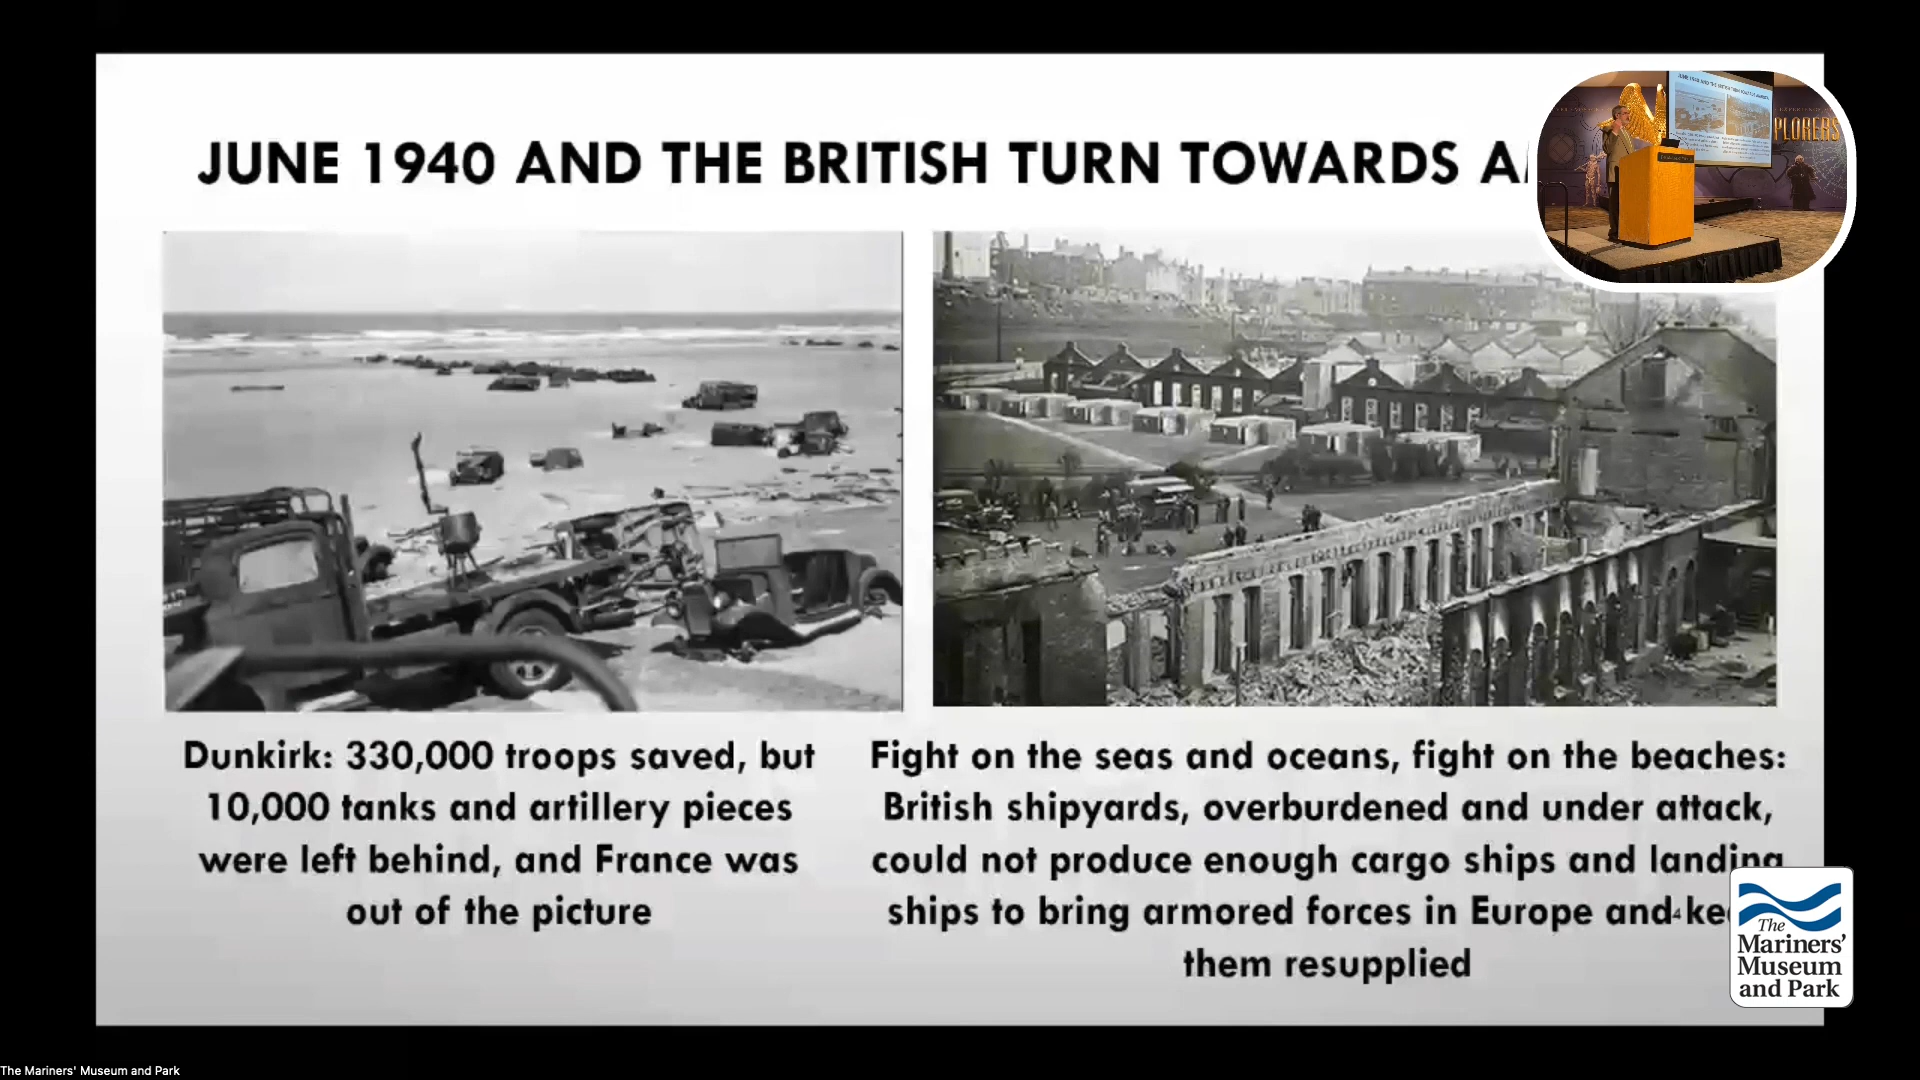 JUNE 1940 AND THE BRITISH TURN TOWARDS
PLORERS
Dunkirk: 330,000 troops saved, but
10,000 tanks and artillery pieces
were left behind, and France was
out of the picture
Fight on the seas and oceans, fight on the beaches:
British shipyards, overburdened and under attack,
could not produce enough cargo ships and landing
ships to bring armored forces in Europe and
4
them resupplied
The
Mariners'
Museum
and Park
The Mariners' Museum and Park